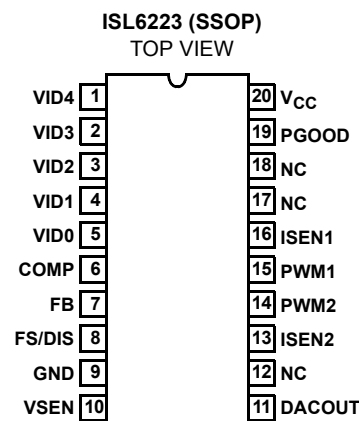 ISL6223 (SSOP)
TOP VIEW
VID4 1 20 VCC
VID3 2 19 PGOOD
VID2 3 18 NC
VID1 4 17 NC
VID0 5 16 ISEN1
COMP 6 15 PWM1
FB 7 14 PWM2
FS/DIS 8 13 ISEN2
GND 9 12 NC
VSEN 10 11 DACOUT